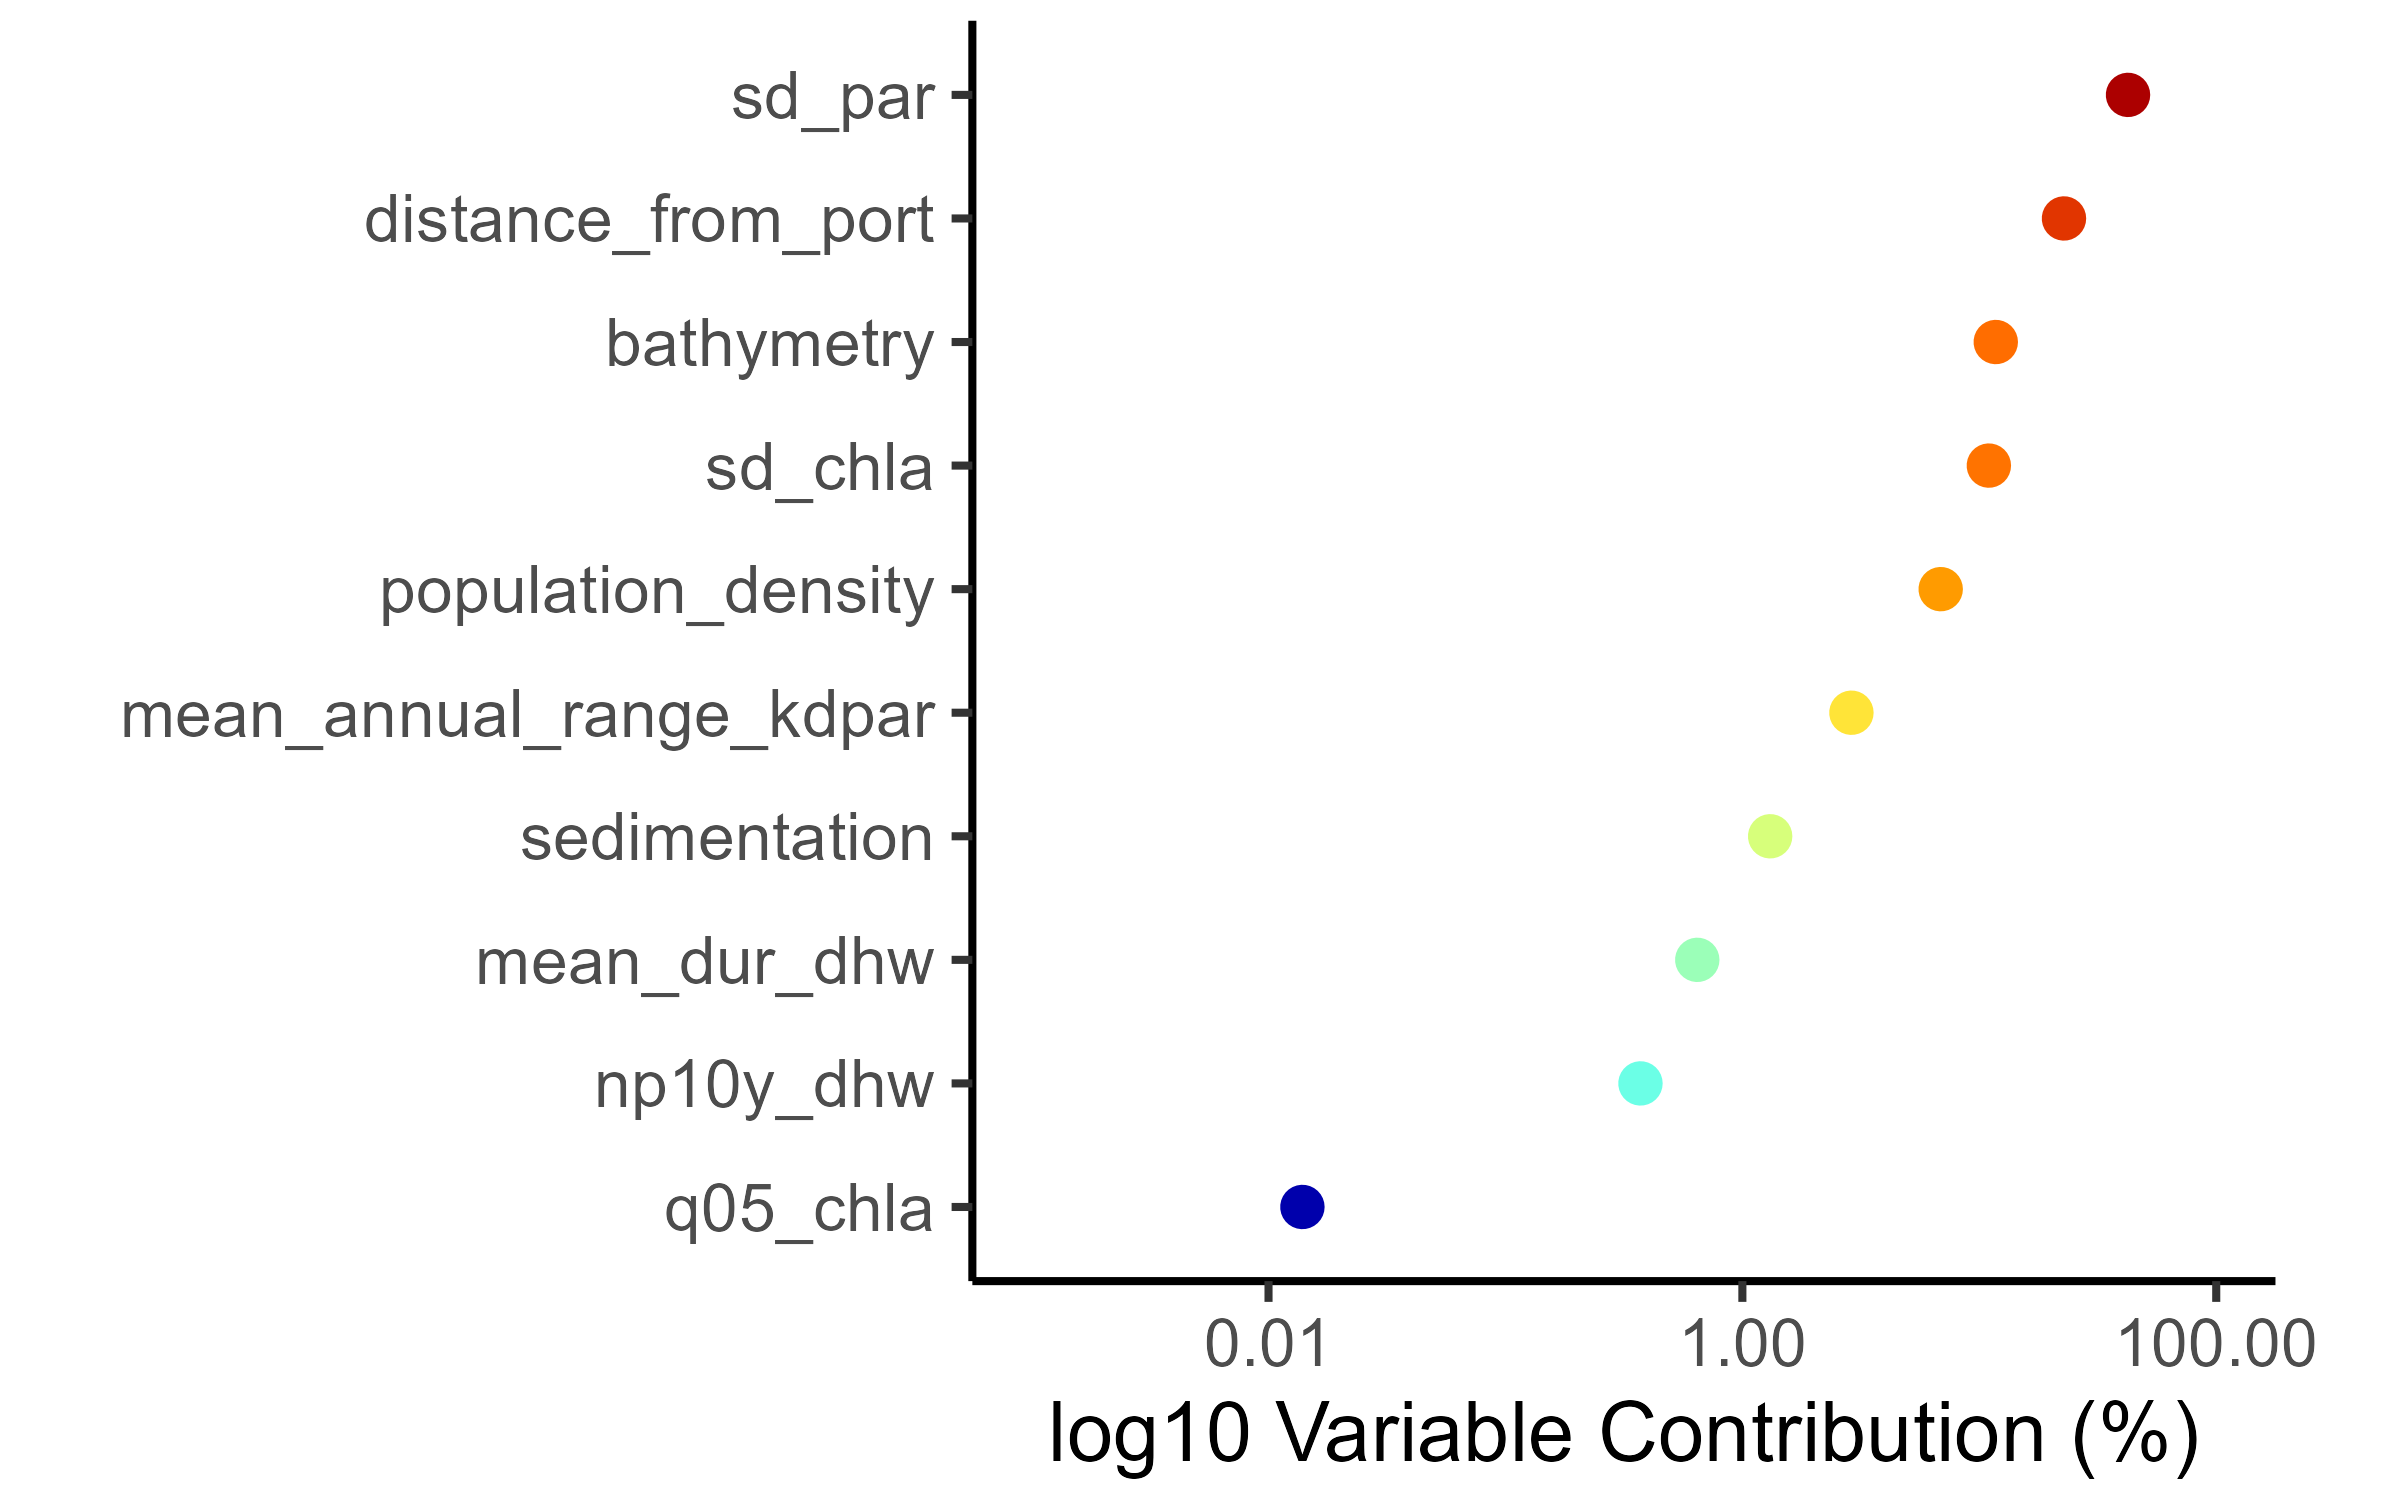 sd_par
distance_from_port
bathymetry
sd_chla
population_density
mean_annual_range_kdpar
sedimentation
mean_dur_dhw
np10y_dhw
q05_chla
0.01 1.00 100.00
log10 Variable Contribution (%)